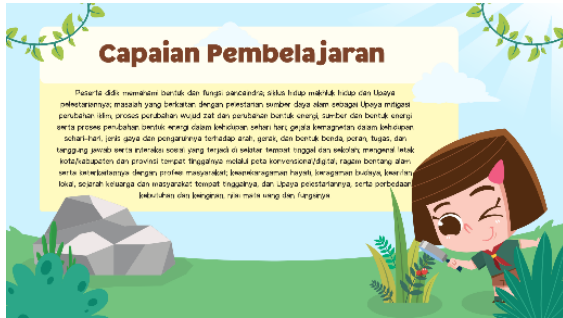 Capaian Pembelajaran
Peserta didik memahami bentuk dan fungsi pancaindra; siklus hidup makhluk hidup dan Upaya
pelestariannya; masalah yang berkaitan dengan pelestarian sumber daya alam sebagai Upaya mitigasi
perubahan iklim; proses perubahan wujud zat dan perubahan bentuk energi; sumber dan bentuk energi
serta proses perubahan bentuk energi dalam kehidupan sehari hari; gejala kemagnetan dalam kehidupan
sehari-hari, jenis gaya dan pengaruhnya terhadap arah, gerak, dan bentuk benda, peran, tugas, dan
tanggung jawab serta interaksi sosial yang terjadi di sekitar tempat tinggal dan sekolah; mengenal letak
kota/kabupaten dan provinsi tempat tinggalnya melalui peta konvensional/digital; ragam bentang alam
serta keterkaitannya dengan profesi masyarakat; keanekaragaman hayati, keragaman budaya, kearifan
lokal, sejarah keluarga dan masyarakat tempat tinggalnya, dan Upaya pelestariannya, serta perbedaan
kebutuhan dan keinginan, nilai mata uang dan fungsinya